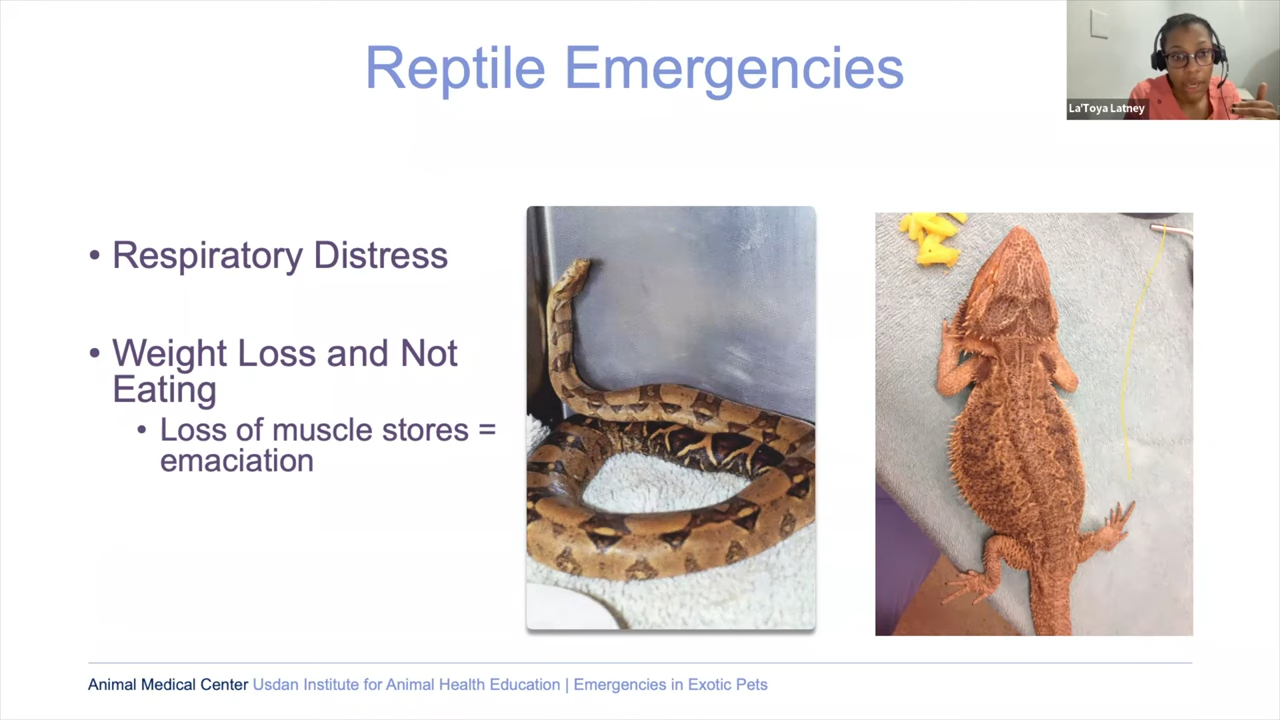 Reptile Emergencies
La'Toya Latney
• Respiratory Distress
• Weight Loss and Not
Eating
• Loss of muscle stores =
emaciation
Animal Medical Center Usdan Institute for Animal Health Education | Emergencies in Exotic Pets